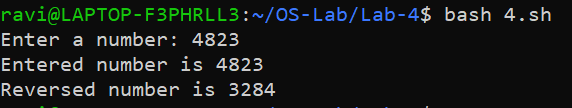 ravi@LAPTOP-F3PHRLL3:~/OS-Lab/Lab-4$ bash 4.sh
Enter a number: 4823
Entered number is 4823
Reversed number is 3284